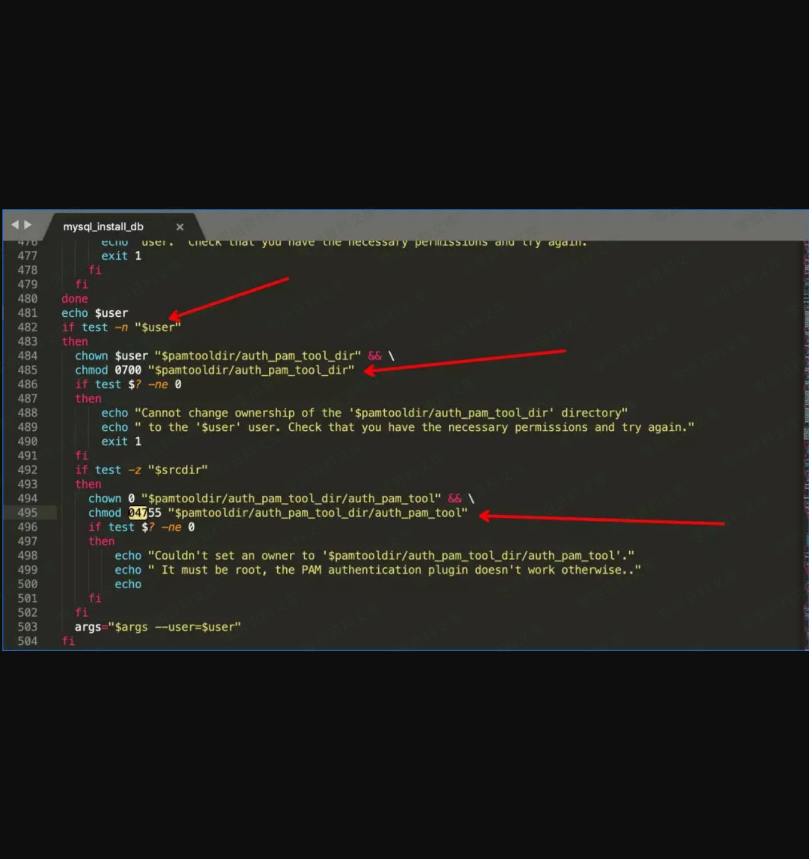 mysql_install_db ×
476 echo "user. Check that you have the necessary permissions and try again."
477 exit 1
478 fi
479 fi
480 done
481 echo $user
482 if test -n "$user"
483 then
484 chown $user "$pamtooldir/auth_pam_tool_dir" && \
485 chmod 0700 "$pamtooldir/auth_pam_tool_dir"
486 if test $? -ne 0
487 then
488 echo "Cannot change ownership of the '$pamtooldir/auth_pam_tool_dir' directory"
489 echo " to the '$user' user. Check that you have the necessary permissions and try again."
490 exit 1
491 fi
492 if test -z "$srcdir"
493 then
494 chown 0 "$pamtooldir/auth_pam_tool_dir/auth_pam_tool" && \
495 chmod 04755 "$pamtooldir/auth_pam_tool_dir/auth_pam_tool"
496 if test $? -ne 0
497 then
498 echo "Couldn't set an owner to '$pamtooldir/auth_pam_tool_dir/auth_pam_tool'."
499 echo " It must be root, the PAM authentication plugin doesn't work otherwise.."
500 echo
501 fi
502 fi
503 args="$args --user=$user"
504 fi